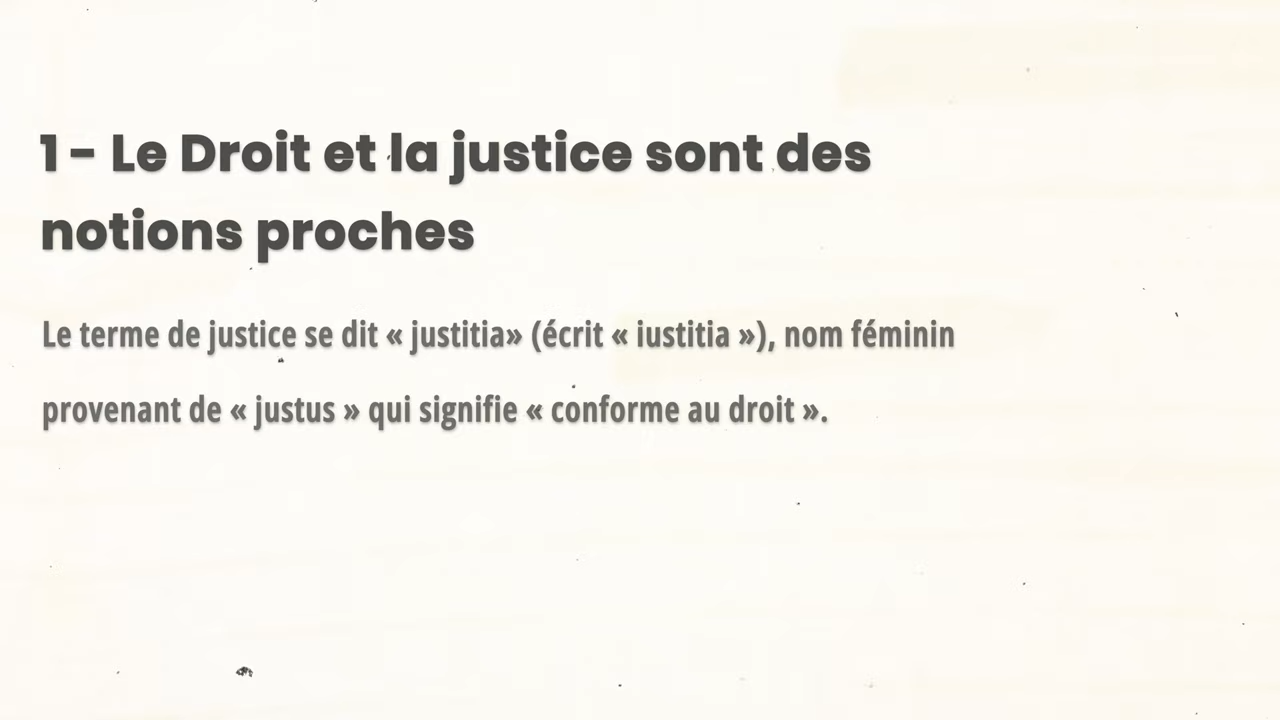 1 - Le Droit et la justice sont des
notions proches
Le terme de justice se dit « justitia» (écrit « iustitia »), nom féminin
provenant de « justus » qui signifie « conforme au droit ».